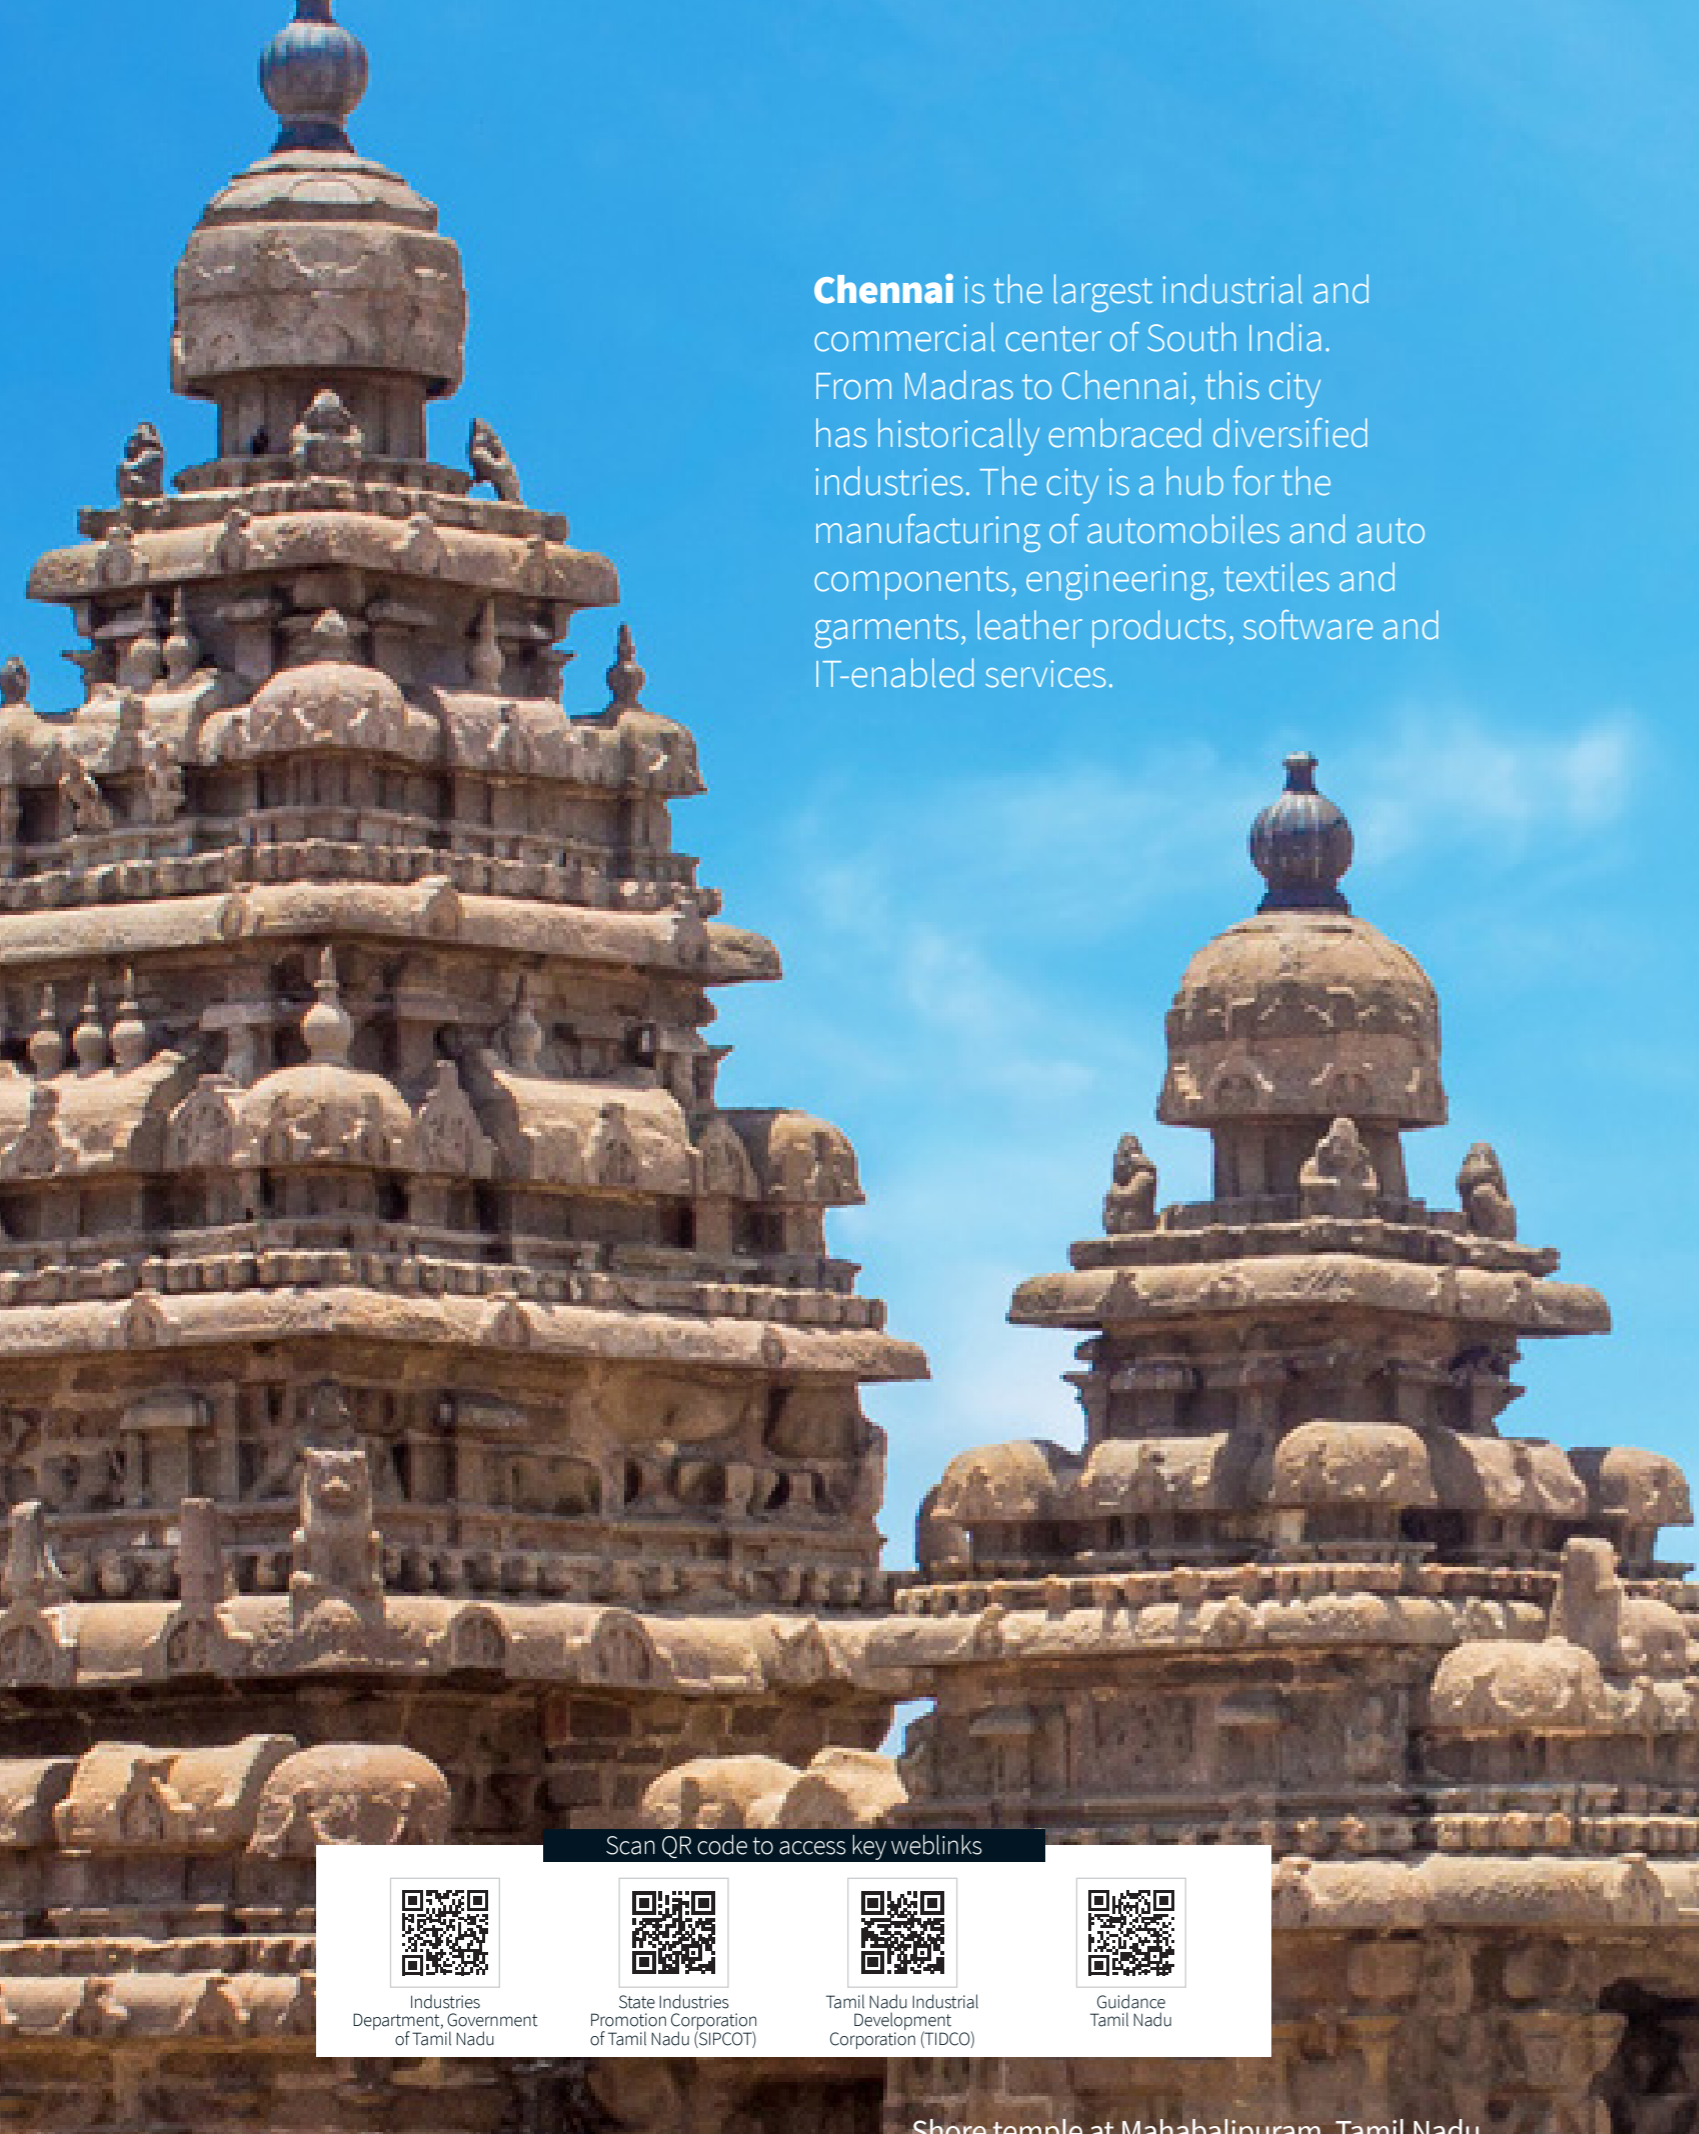 Chennai is the largest industrial and
commercial center of South India.
From Madras to Chennai, this city
has historically embraced diversified
industries. The city is a hub for the
manufacturing of automobiles and auto
components, engineering, textiles and
garments, leather products, software and
IT-enabled services.
Scan QR code to access key weblinks
Industries
Department, Government
of Tamil Nadu
State Industries
Promotion Corporation
of Tamil Nadu (SIPCOT)
Tamil Nadu Industrial
Development
Corporation (TIDCO)
Guidance
Tamil Nadu
Shore temple at Mahabalipuram, Tamil Nadu